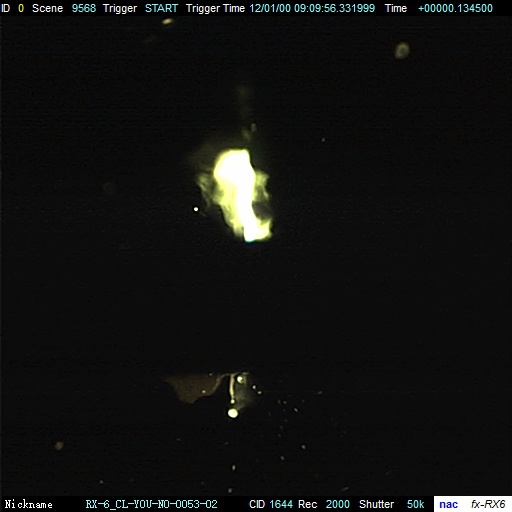 ID 0 Scene 9568 Trigger START Trigger Time 12/01/00 09:09:56.331999 Time +00000.134500
Nickname RX-6_CL-YOU-NO-0053-02 CID 1644 Rec 2000 Shutter 50k nac fx-RX6